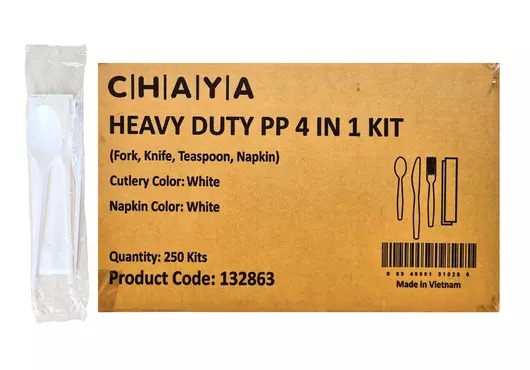 C|H|A|Y|A
HEAVY DUTY PP 4 IN 1 KIT
(Fork, Knife, Teaspoon, Napkin)
Cutlery Color: White
Napkin Color: White
Quantity: 250 Kits
Product Code: 132863
Made In Vietnam